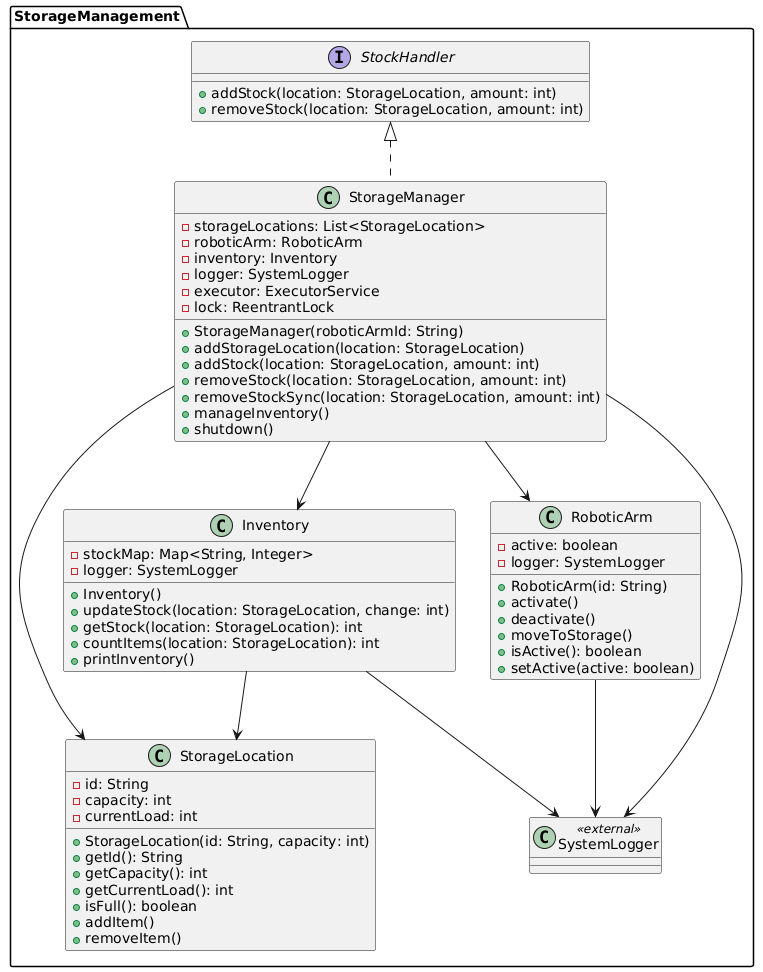 StorageManagement
I StockHandler
addStock(location: StorageLocation, amount: int)
removeStock(location: StorageLocation, amount: int)
C StorageManager
storageLocations: List<StorageLocation>
roboticArm: RoboticArm
inventory: Inventory
logger: SystemLogger
executor: ExecutorService
lock: ReentrantLock
StorageManager(roboticArmId: String)
addStorageLocation(location: StorageLocation)
addStock(location: StorageLocation, amount: int)
removeStock(location: StorageLocation, amount: int)
removeStockSync(location: StorageLocation, amount: int)
manageInventory()
shutdown()
C Inventory
stockMap: Map<String, Integer>
logger: SystemLogger
Inventory()
updateStock(location: StorageLocation, change: int)
getStock(location: StorageLocation): int
countItems(location: StorageLocation): int
printInventory()
C RoboticArm
active: boolean
logger: SystemLogger
RoboticArm(id: String)
activate()
deactivate()
moveToStorage()
isActive(): boolean
setActive(active: boolean)
C StorageLocation
id: String
capacity: int
currentLoad: int
StorageLocation(id: String, capacity: int)
getId(): String
getCapacity(): int
getCurrentLoad(): int
isFull(): boolean
addItem()
removeItem()
«external»
C SystemLogger